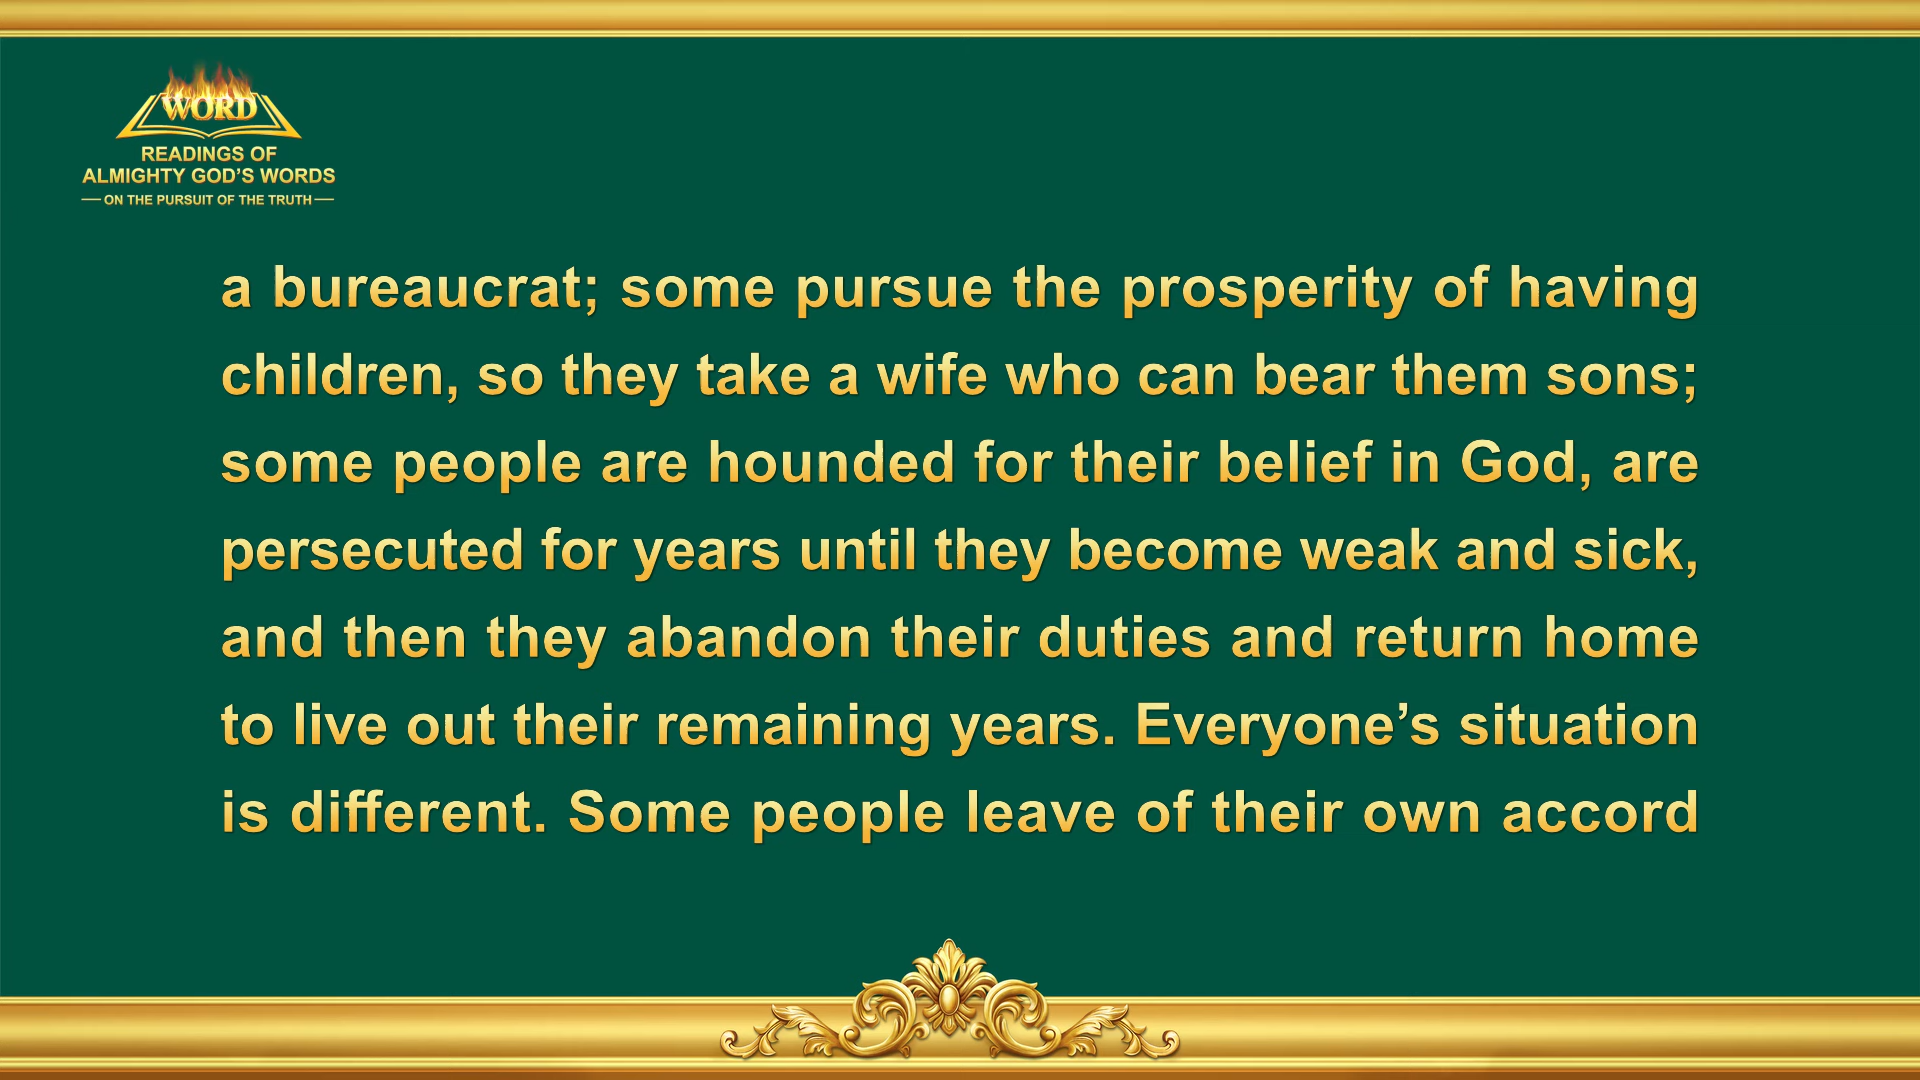 WORD
READINGS OF
ALMIGHTY GOD’S WORDS
— ON THE PURSUIT OF THE TRUTH —
a bureaucrat; some pursue the prosperity of having
children, so they take a wife who can bear them sons;
some people are hounded for their belief in God, are
persecuted for years until they become weak and sick,
and then they abandon their duties and return home
to live out their remaining years. Everyone’s situation
is different. Some people leave of their own accord